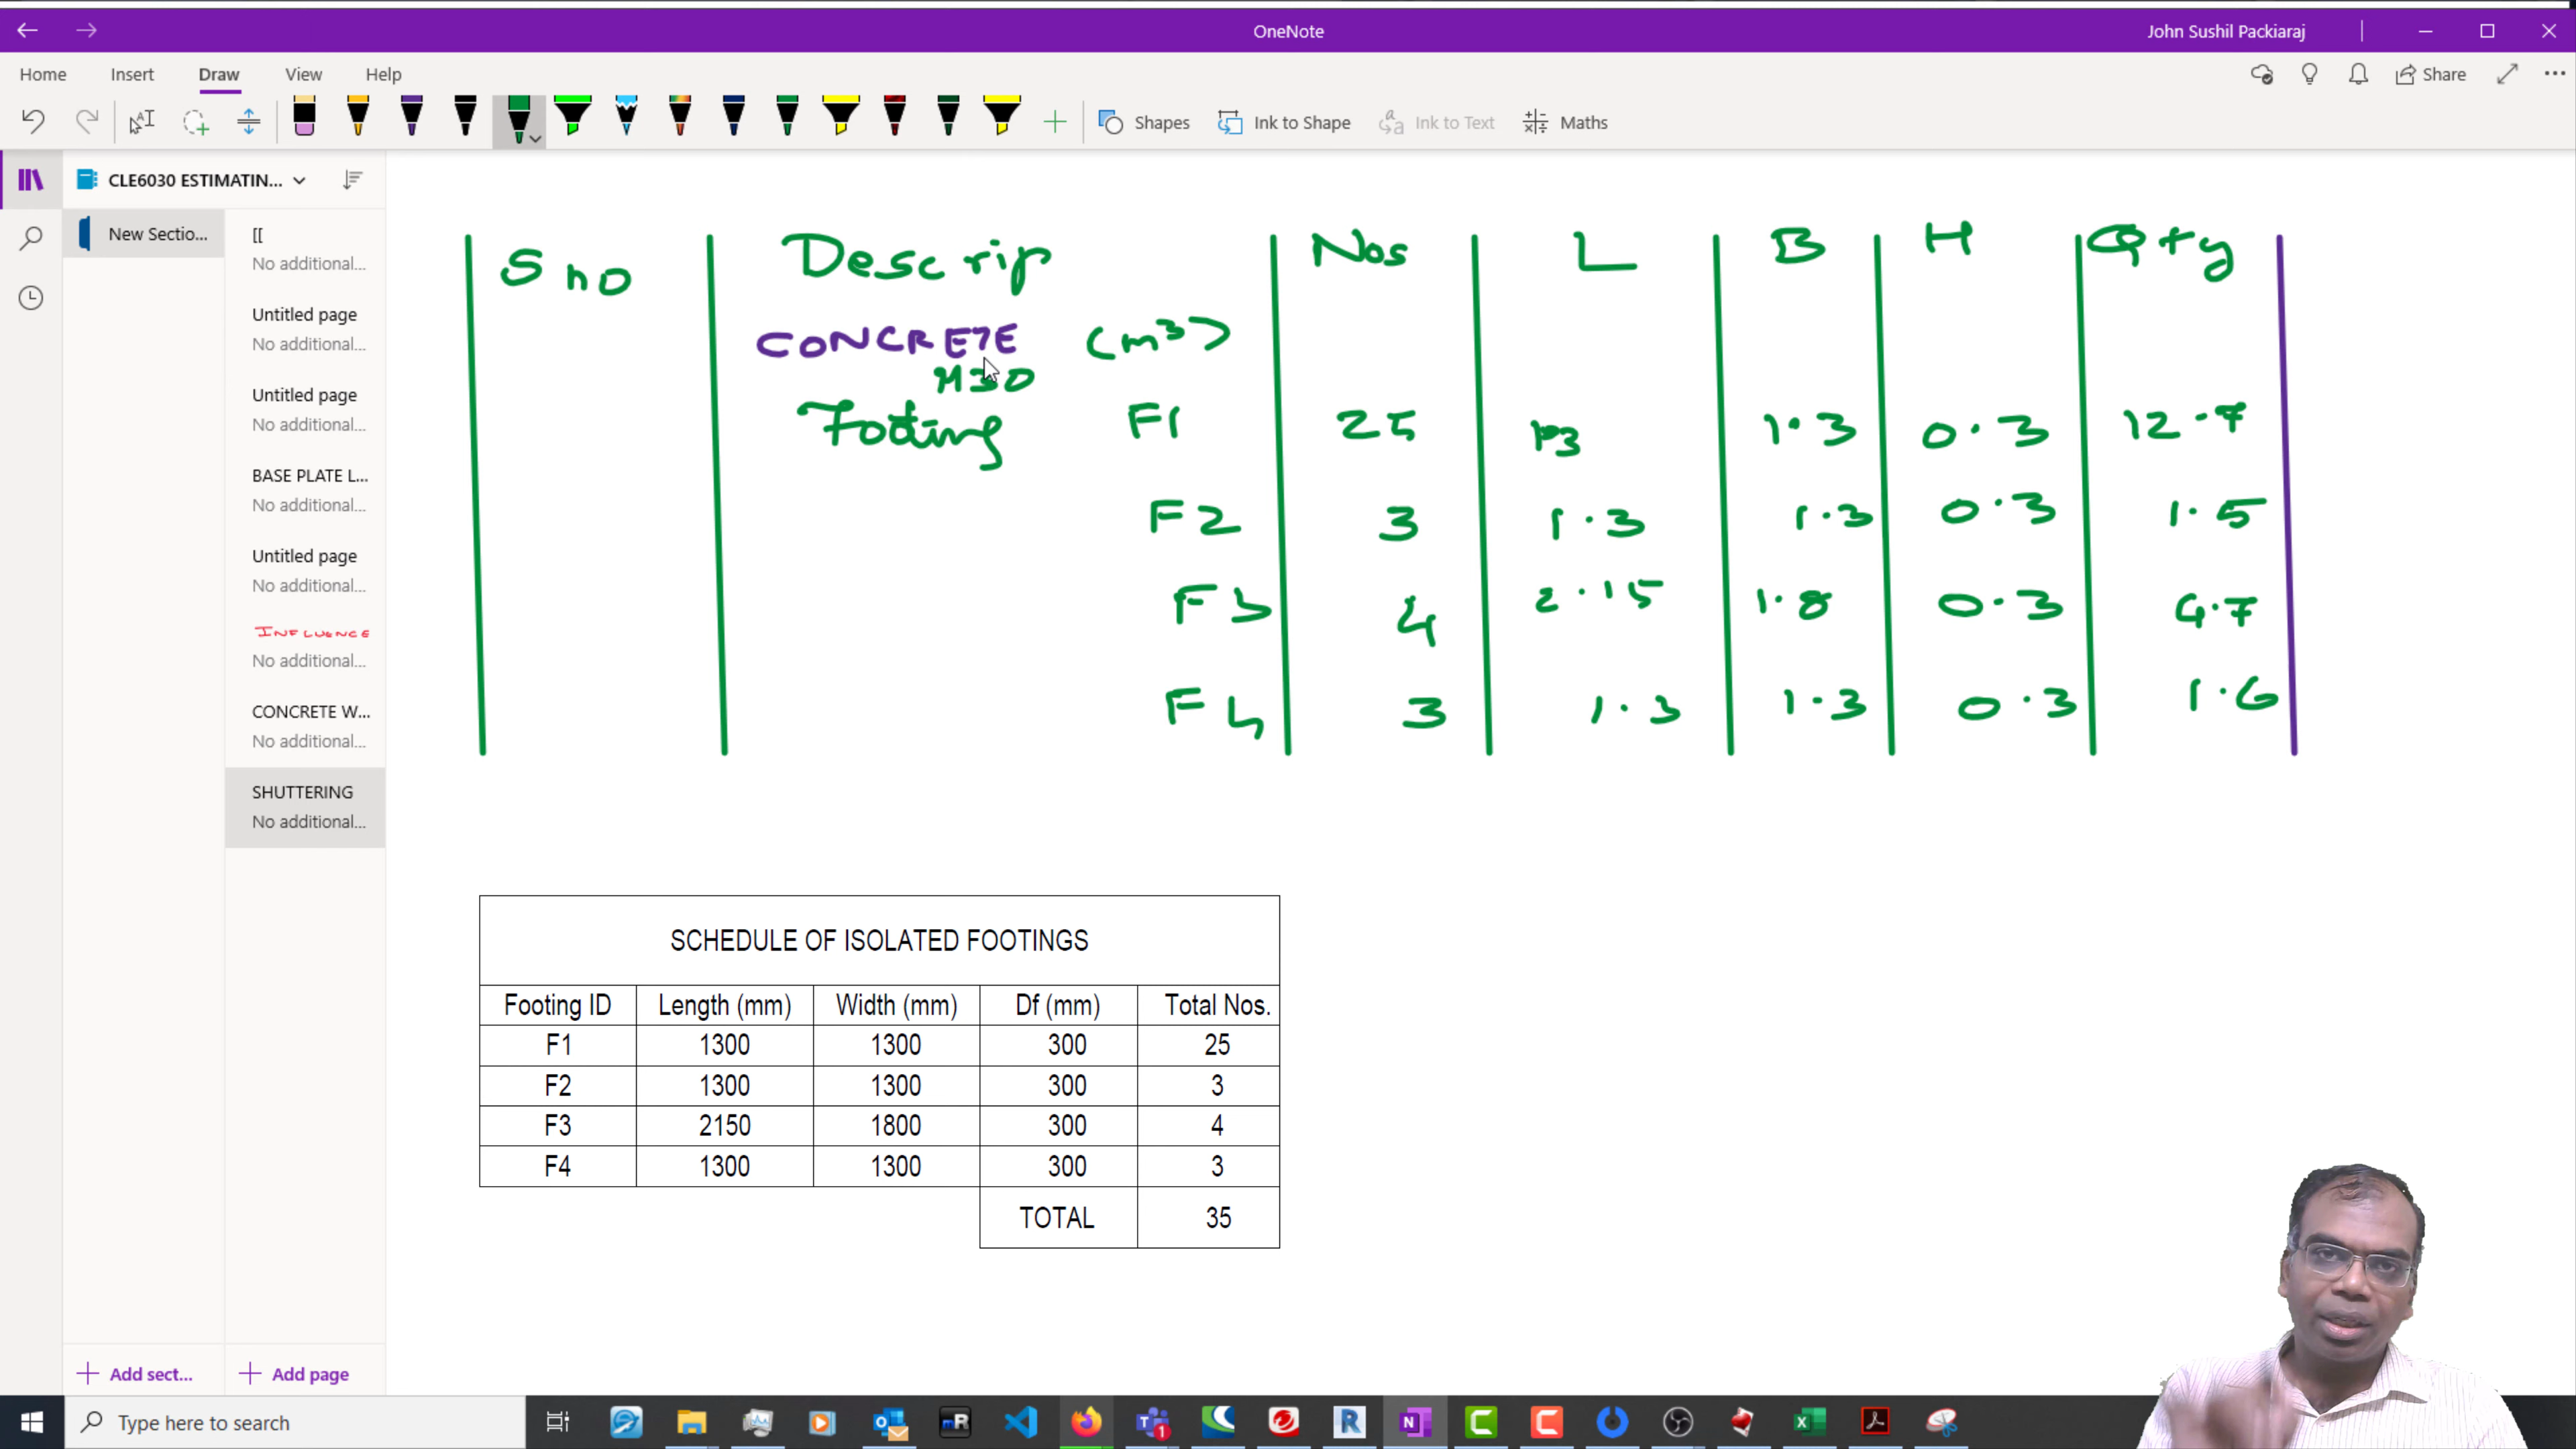 OneNote
John Sushil Packiaraj
Home Insert Draw View Help
Share
Shapes
Ink to Shape
Ink to Text
Maths
CLE6030 ESTIMATIN...
New Sectio...
[[
No additional...
Untitled page
No additional...
Untitled page
No additional...
BASE PLATE L...
No additional...
Untitled page
No additional...
INFLUENCE
No additional...
CONCRETE W...
No additional...
SHUTTERING
No additional...
Add sect...
Add page
S no Descrip Nos L B H Qty
CONCRETE (m³)
M30
Footing F1 25 1.3 1.3 0.3 12.7
F2 3 1.3 1.3 0.3 1.5
F3 4 2.15 1.8 0.3 4.7
F4 3 1.3 1.3 0.3 1.6
SCHEDULE OF ISOLATED FOOTINGS
Footing ID Length (mm) Width (mm) Df (mm) Total Nos.
F1 1300 1300 300 25
F2 1300 1300 300 3
F3 2150 1800 300 4
F4 1300 1300 300 3
TOTAL 35
Type here to search